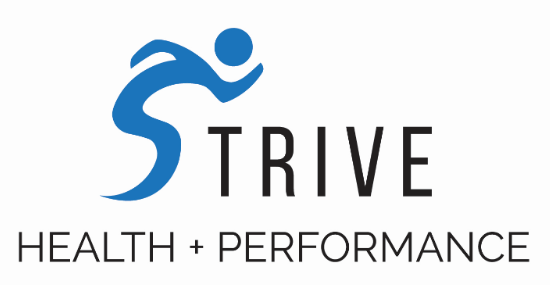 STRIVE
HEALTH + PERFORMANCE